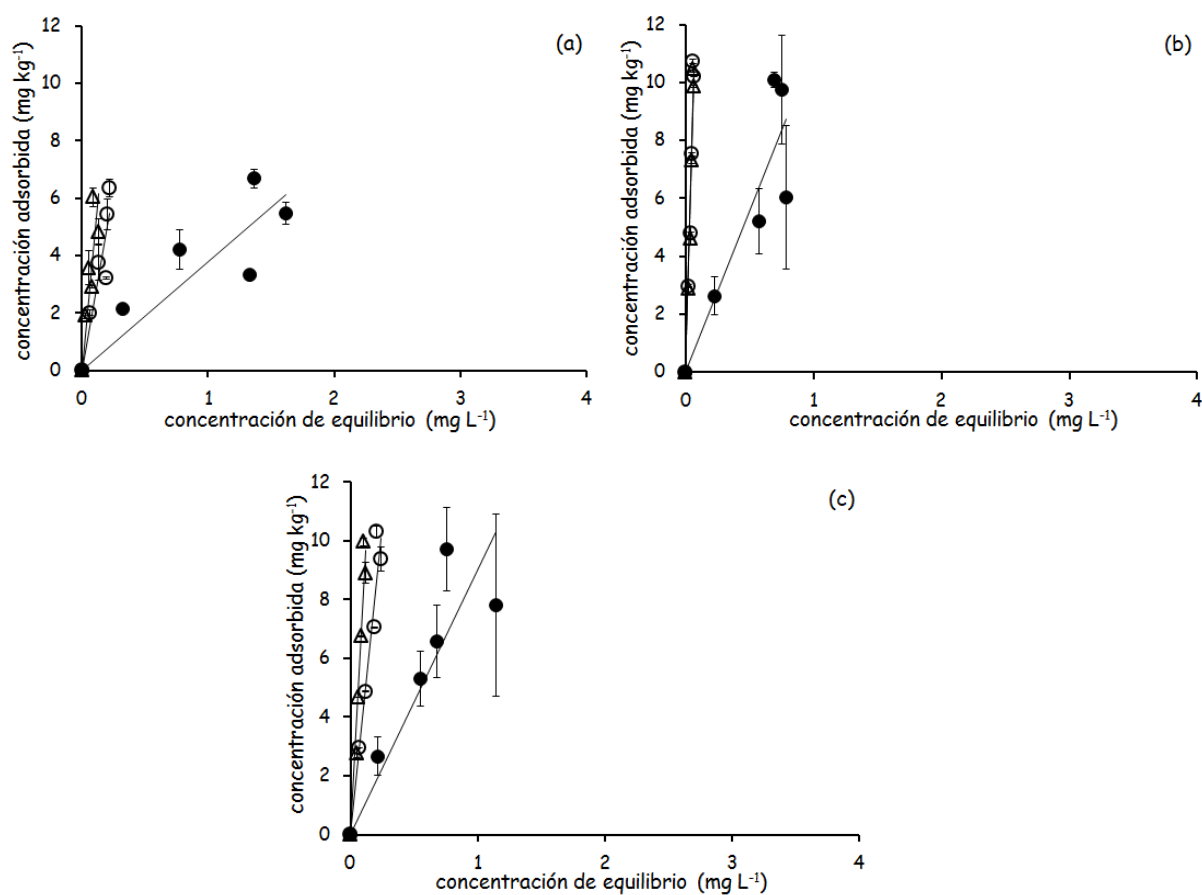 (a)
concentración adsorbida (mg kg⁻¹)
12
10
8
6
4
2
0
0 1 2 3 4
concentración de equilibrio (mg L⁻¹)
(b)
concentración adsorbida (mg kg⁻¹)
12
10
8
6
4
2
0
0 1 2 3 4
concentración de equilibrio (mg L⁻¹)
(c)
concentración adsorbida (mg kg⁻¹)
12
10
8
6
4
2
0
0 1 2 3 4
concentración de equilibrio (mg L⁻¹)